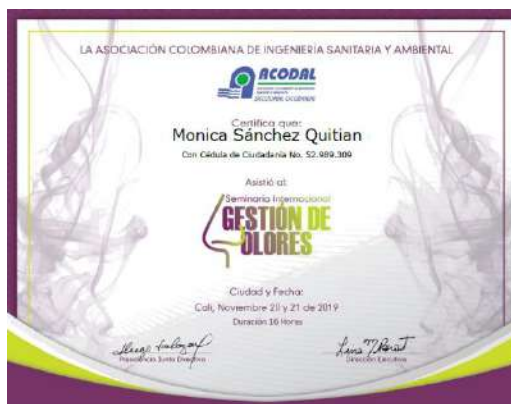 LA ASOCIACIÓN COLOMBIANA DE INGENIERÍA SANITARIA Y AMBIENTAL
ACODAL
SECCIONAL OCCIDENTE
Certifica que:
Monica Sánchez Quitian
Con Cédula de Ciudadanía No. 52.989.309
Asistió al:
Seminario Internacional
GESTIÓN DE
OLORES
Ciudad y Fecha:
Cali, Noviembre 20 y 21 de 2019
Duración 16 Horas
Presidencia Junta Directiva
Dirección Ejecutiva